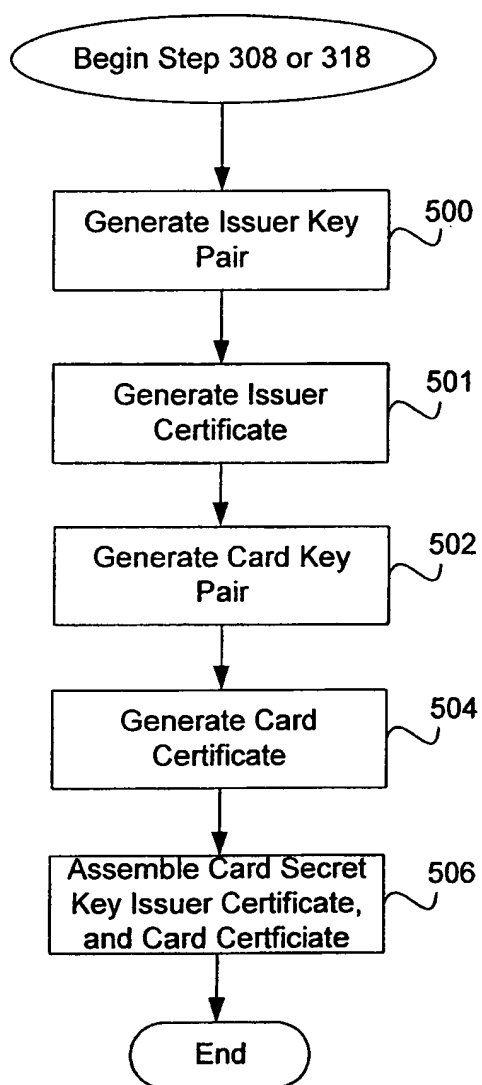 Begin Step 308 or 318
Generate Issuer Key
Pair
500
Generate Issuer
Certificate
501
Generate Card Key
Pair
502
Generate Card
Certificate
504
Assemble Card Secret
Key Issuer Certificate,
and Card Certficiate
506
End